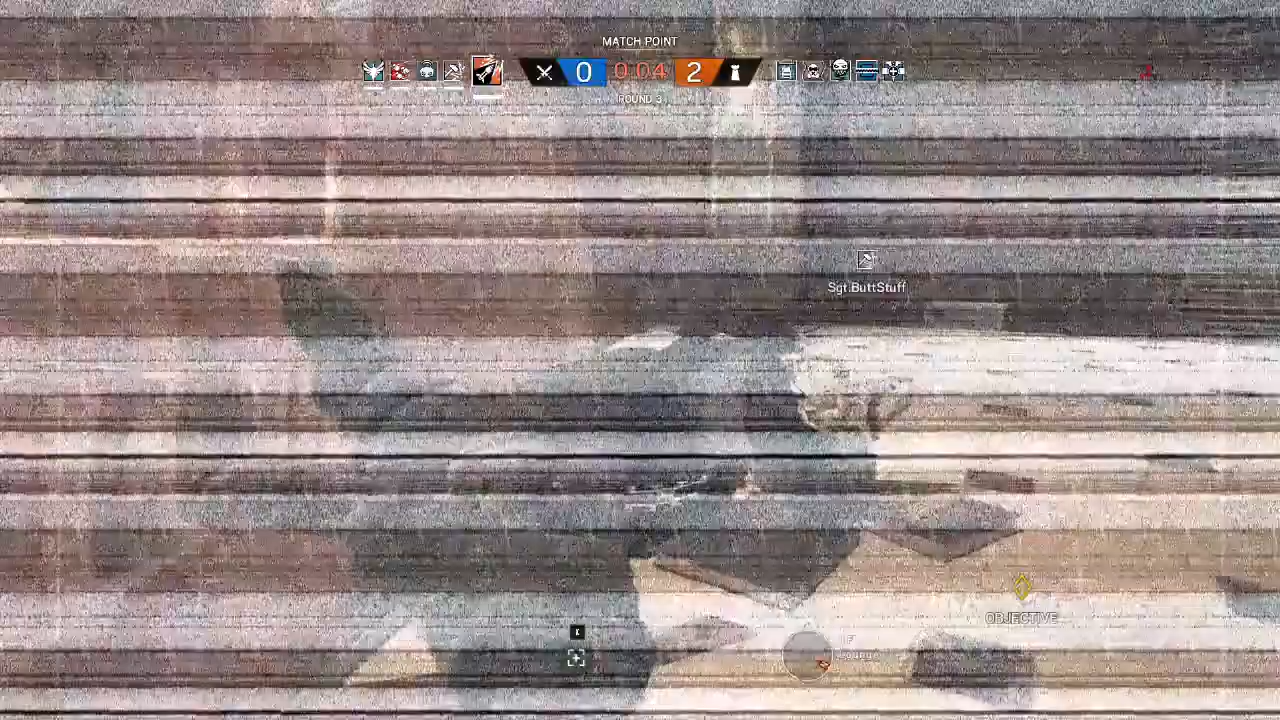 MATCH POINT
0 0:04 2
ROUND 3
Sgt.ButtStuff
OBJECTIVE
K